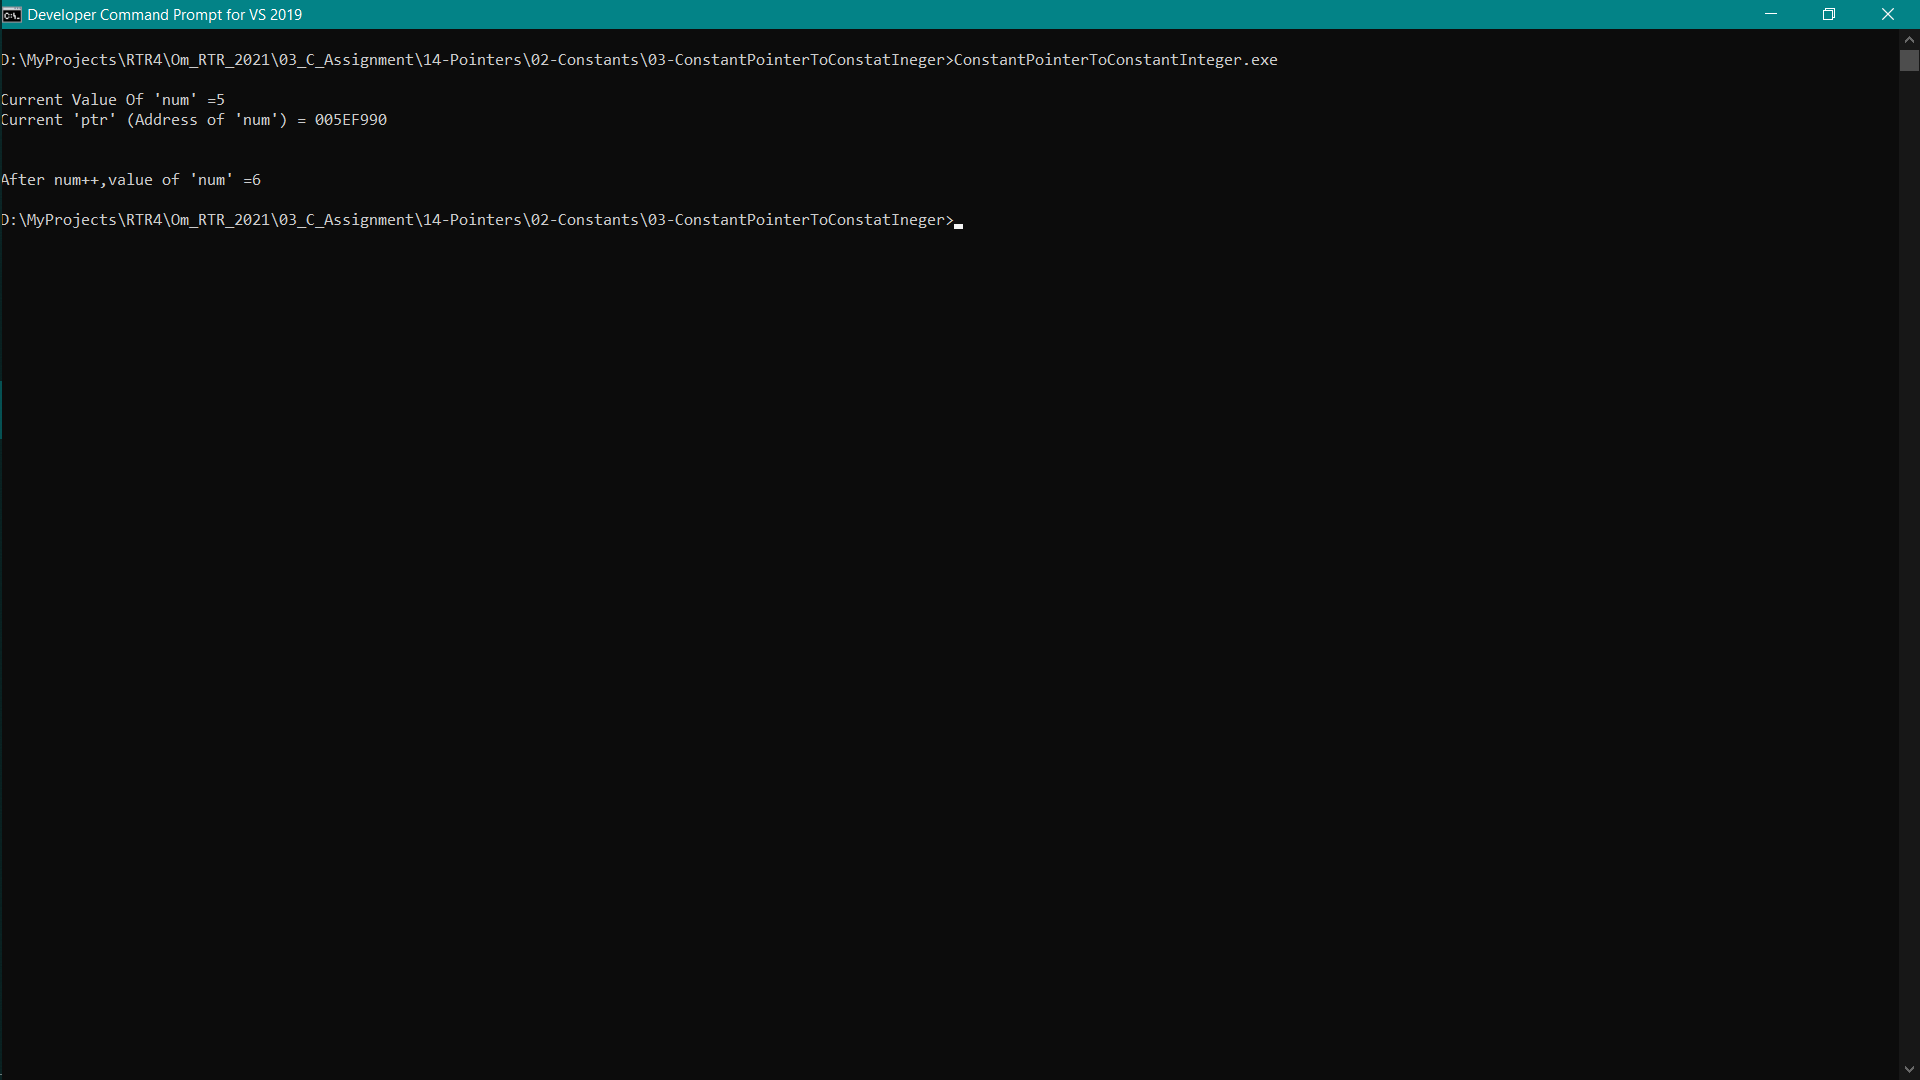 Developer Command Prompt for VS 2019
D:\MyProjects\RTR4\Om_RTR_2021\03_C_Assignment\14-Pointers\02-Constants\03-ConstantPointerToConstatIneger>ConstantPointerToConstantInteger.exe
Current Value Of 'num' =5
Current 'ptr' (Address of 'num') = 005EF990
After num++,value of 'num' =6
D:\MyProjects\RTR4\Om_RTR_2021\03_C_Assignment\14-Pointers\02-Constants\03-ConstantPointerToConstatIneger>